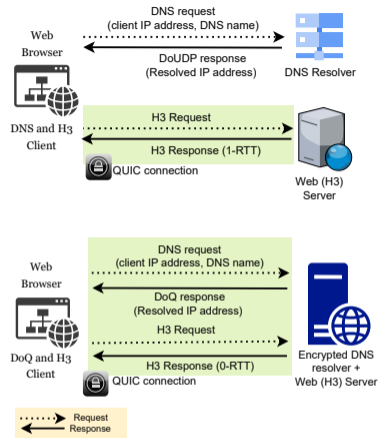 DNS request
(client IP address, DNS name)
Web
Browser
DoUDP response
(Resolved IP address)
DNS Resolver
H3 Request
DNS and H3
Client
H3 Response (1-RTT)
QUIC connection
Web (H3)
Server
DNS request
(client IP address, DNS name)
Web
Browser
DoQ response
(Resolved IP address)
H3 Request
DoQ and H3
Client
H3 Response (0-RTT)
QUIC connection
Encrypted DNS
resolver +
Web (H3) Server
Request
Response